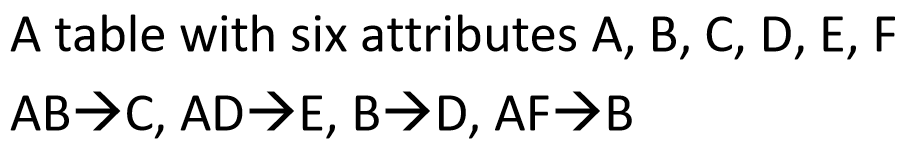 A table with six attributes A, B, C, D, E, F
AB→C, AD→E, B→D, AF→B